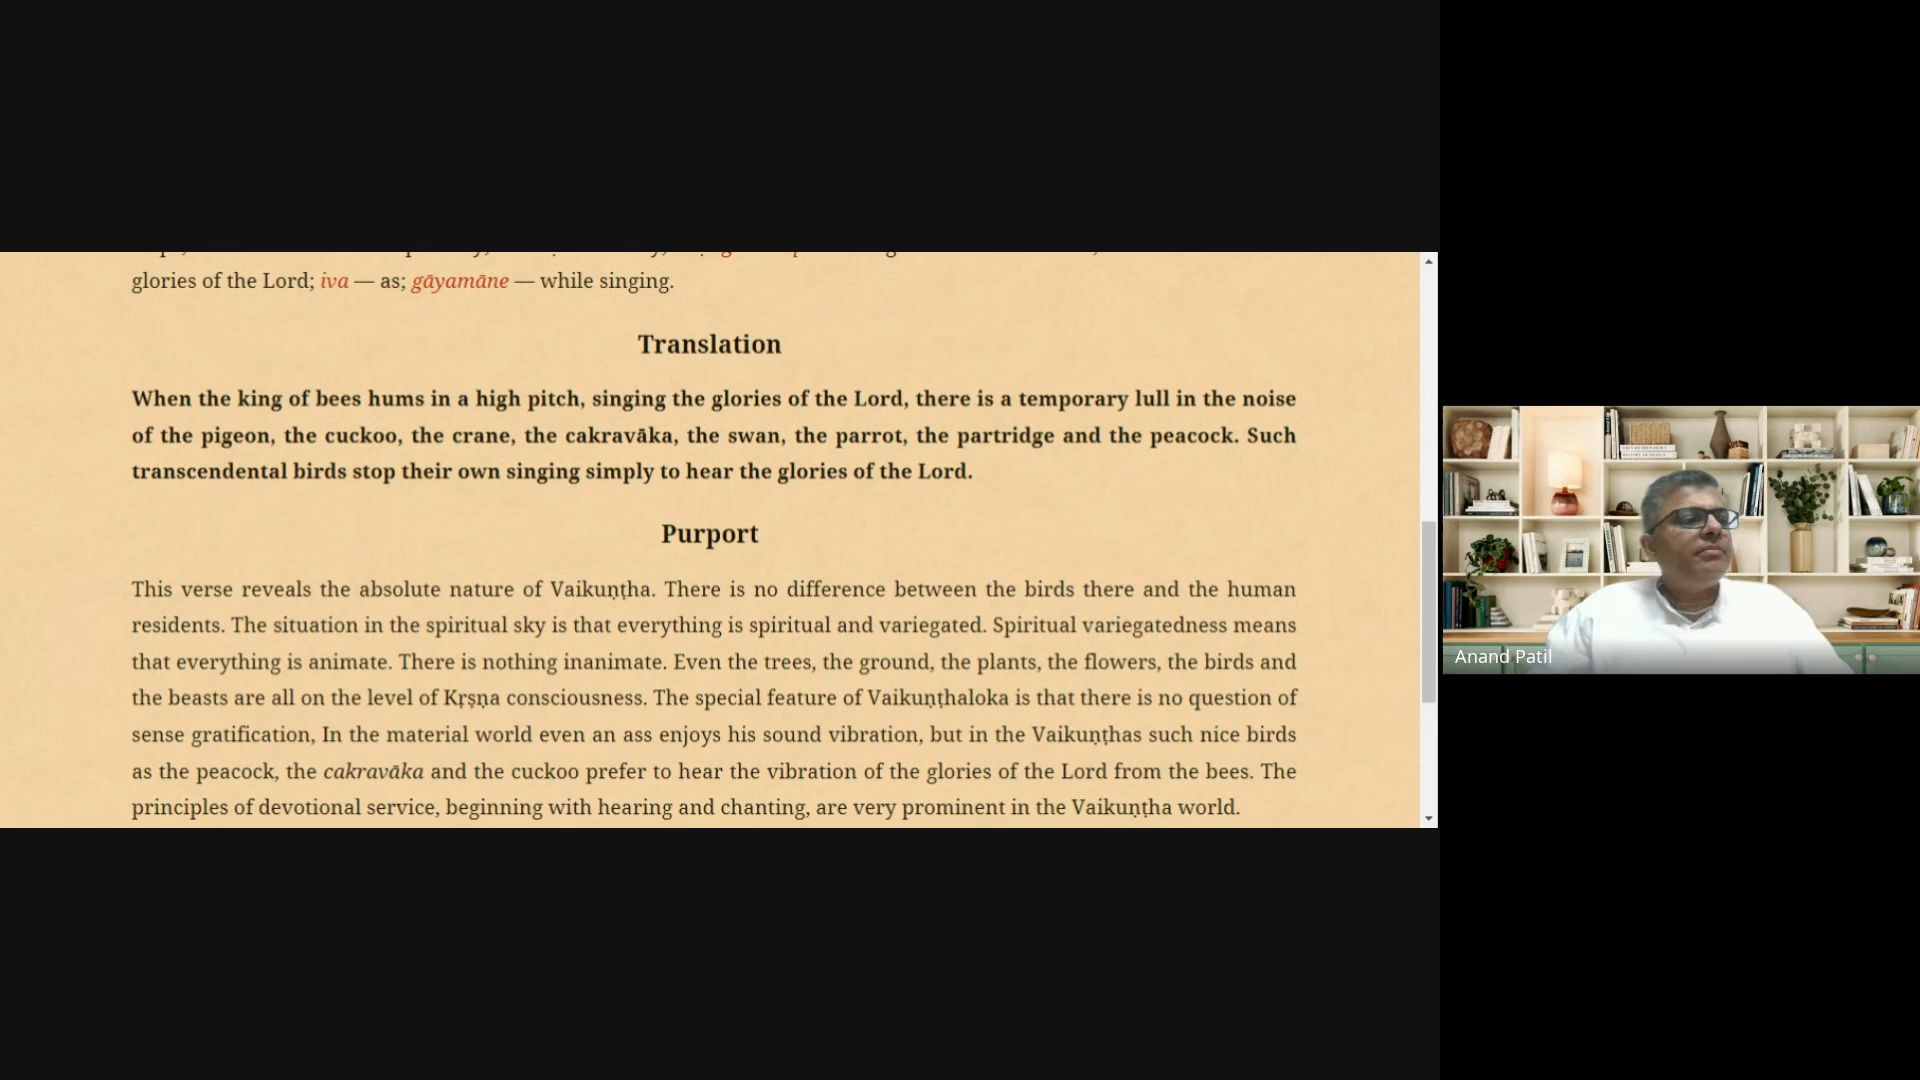 glories of the Lord; iva — as; gāyamāne — while singing.
Translation
When the king of bees hums in a high pitch, singing the glories of the Lord, there is a temporary lull in the noise
of the pigeon, the cuckoo, the crane, the cakravāka, the swan, the parrot, the partridge and the peacock. Such
transcendental birds stop their own singing simply to hear the glories of the Lord.
Purport
This verse reveals the absolute nature of Vaikuṇṭha. There is no difference between the birds there and the human
residents. The situation in the spiritual sky is that everything is spiritual and variegated. Spiritual variegatedness means
that everything is animate. There is nothing inanimate. Even the trees, the ground, the plants, the flowers, the birds and
the beasts are all on the level of Kṛṣṇa consciousness. The special feature of Vaikuṇṭhaloka is that there is no question of
sense gratification, In the material world even an ass enjoys his sound vibration, but in the Vaikuṇṭhas such nice birds
as the peacock, the cakravāka and the cuckoo prefer to hear the vibration of the glories of the Lord from the bees. The
principles of devotional service, beginning with hearing and chanting, are very prominent in the Vaikuṇṭha world.
Anand Patil